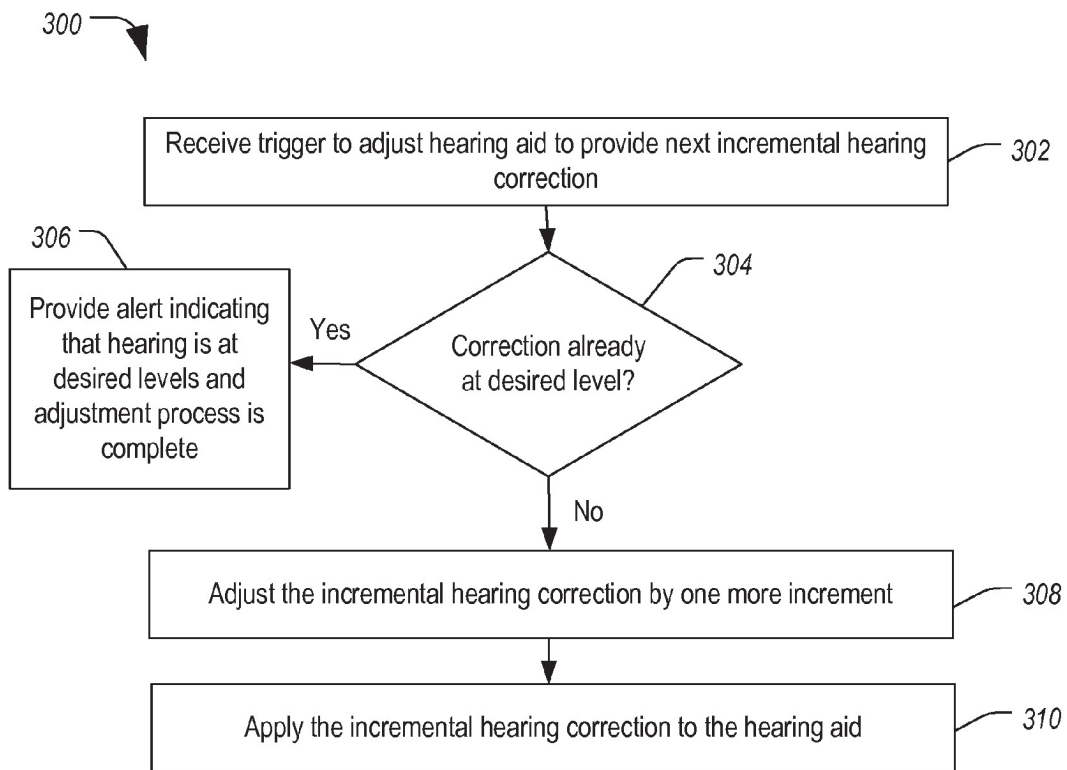 300
Receive trigger to adjust hearing aid to provide next incremental hearing
correction
302
306
304
Provide alert indicating
that hearing is at
desired levels and
adjustment process is
complete
Yes
Correction already
at desired level?
No
Adjust the incremental hearing correction by one more increment
308
Apply the incremental hearing correction to the hearing aid
310